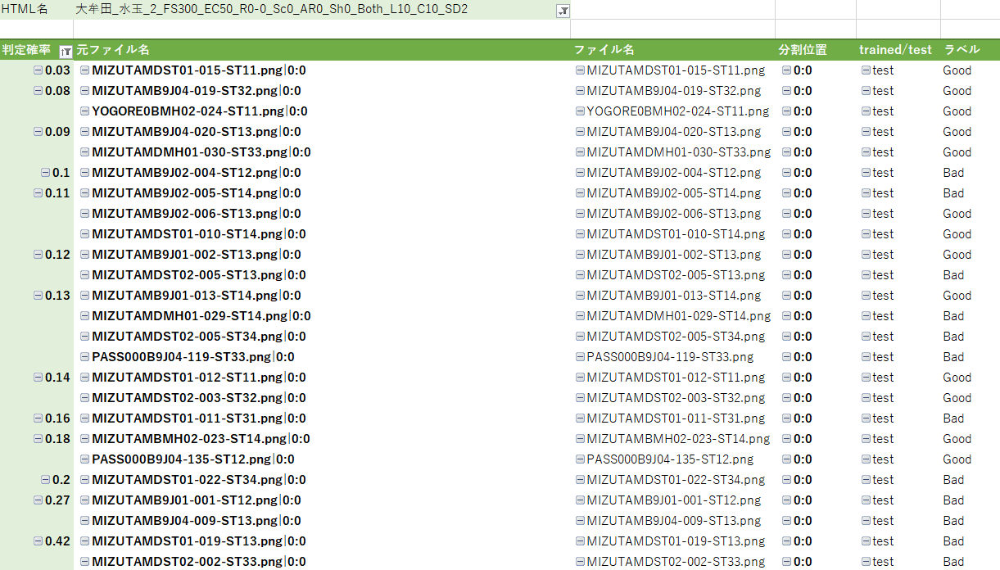 HTML名 大牟田_水玉_2_FS300_EC50_R0-0_Sc0_AR0_Sh0_Both_L10_C10_SD2
判定確率 元ファイル名 ファイル名 分割位置 trained/test ラベル
0.03 MIZUTAMDST01-015-ST11.png|0:0 MIZUTAMDST01-015-ST11.png 0:0 test Good
0.08 MIZUTAMB9J04-019-ST32.png|0:0 MIZUTAMB9J04-019-ST32.png 0:0 test Good
YOGORE0BMH02-024-ST11.png|0:0 YOGORE0BMH02-024-ST11.png 0:0 test Good
0.09 MIZUTAMB9J04-020-ST13.png|0:0 MIZUTAMB9J04-020-ST13.png 0:0 test Good
MIZUTAMDMH01-030-ST33.png|0:0 MIZUTAMDMH01-030-ST33.png 0:0 test Good
0.1 MIZUTAMB9J02-004-ST12.png|0:0 MIZUTAMB9J02-004-ST12.png 0:0 test Bad
0.11 MIZUTAMB9J02-005-ST14.png|0:0 MIZUTAMB9J02-005-ST14.png 0:0 test Bad
MIZUTAMB9J02-006-ST13.png|0:0 MIZUTAMB9J02-006-ST13.png 0:0 test Good
MIZUTAMDST01-010-ST14.png|0:0 MIZUTAMDST01-010-ST14.png 0:0 test Good
0.12 MIZUTAMB9J01-002-ST13.png|0:0 MIZUTAMB9J01-002-ST13.png 0:0 test Good
MIZUTAMDST02-005-ST13.png|0:0 MIZUTAMDST02-005-ST13.png 0:0 test Bad
0.13 MIZUTAMB9J01-013-ST14.png|0:0 MIZUTAMB9J01-013-ST14.png 0:0 test Good
MIZUTAMDMH01-029-ST14.png|0:0 MIZUTAMDMH01-029-ST14.png 0:0 test Bad
MIZUTAMDST02-005-ST34.png|0:0 MIZUTAMDST02-005-ST34.png 0:0 test Bad
PASS000B9J04-119-ST33.png|0:0 PASS000B9J04-119-ST33.png 0:0 test Bad
0.14 MIZUTAMDST01-012-ST11.png|0:0 MIZUTAMDST01-012-ST11.png 0:0 test Good
MIZUTAMDST02-003-ST32.png|0:0 MIZUTAMDST02-003-ST32.png 0:0 test Good
0.16 MIZUTAMDST01-011-ST31.png|0:0 MIZUTAMDST01-011-ST31.png 0:0 test Bad
0.18 MIZUTAMBMH02-023-ST14.png|0:0 MIZUTAMBMH02-023-ST14.png 0:0 test Good
PASS000B9J04-135-ST12.png|0:0 PASS000B9J04-135-ST12.png 0:0 test Good
0.2 MIZUTAMDST01-022-ST34.png|0:0 MIZUTAMDST01-022-ST34.png 0:0 test Bad
0.27 MIZUTAMB9J01-001-ST12.png|0:0 MIZUTAMB9J01-001-ST12.png 0:0 test Bad
MIZUTAMB9J04-009-ST13.png|0:0 MIZUTAMB9J04-009-ST13.png 0:0 test Bad
0.42 MIZUTAMDST01-019-ST13.png|0:0 MIZUTAMDST01-019-ST13.png 0:0 test Bad
MIZUTAMDST02-002-ST33.png|0:0 MIZUTAMDST02-002-ST33.png 0:0 test Bad